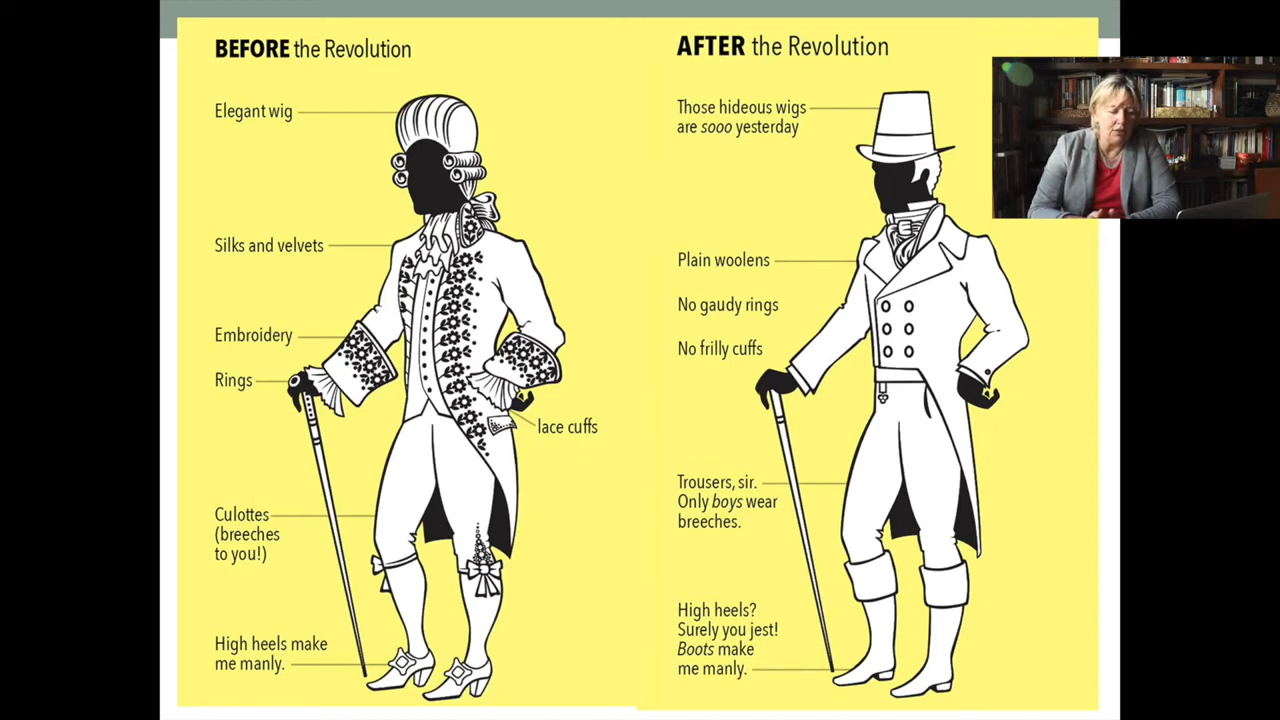 BEFORE the Revolution
Elegant wig
Silks and velvets
Embroidery
Rings
lace cuffs
Culottes
(breeches
to you!)
High heels make
me manly.
AFTER the Revolution
Those hideous wigs
are sooo yesterday
Plain woolens
No gaudy rings
No frilly cuffs
Trousers, sir.
Only boys wear
breeches.
High heels?
Surely you jest!
Boots make
me manly.